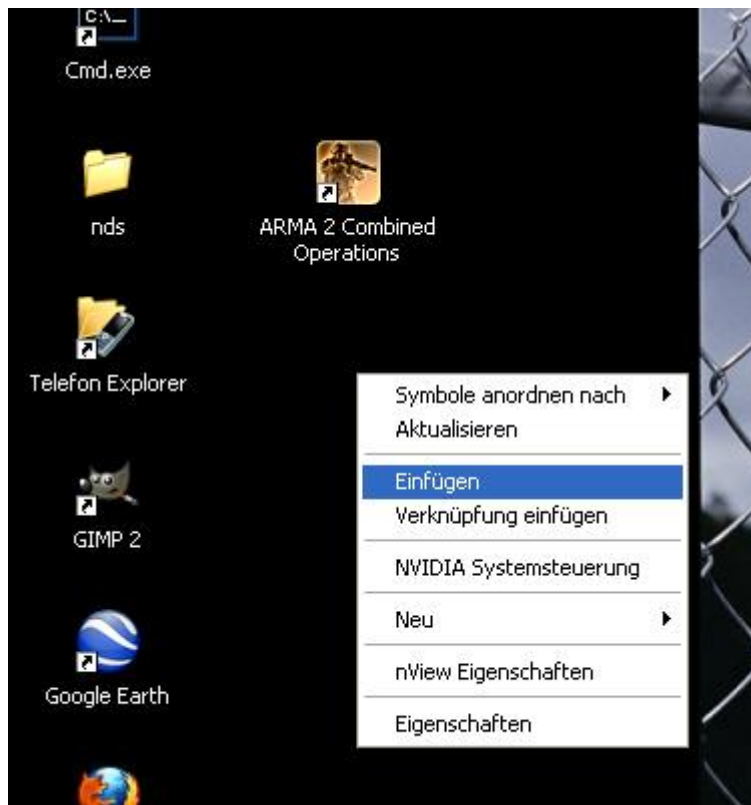 C:\_
Cmd.exe
nds
ARMA 2 Combined
Operations
Telefon Explorer
GIMP 2
Google Earth
Symbole anordnen nach
Aktualisieren
Einfügen
Verknüpfung einfügen
NVIDIA Systemsteuerung
Neu
nView Eigenschaften
Eigenschaften